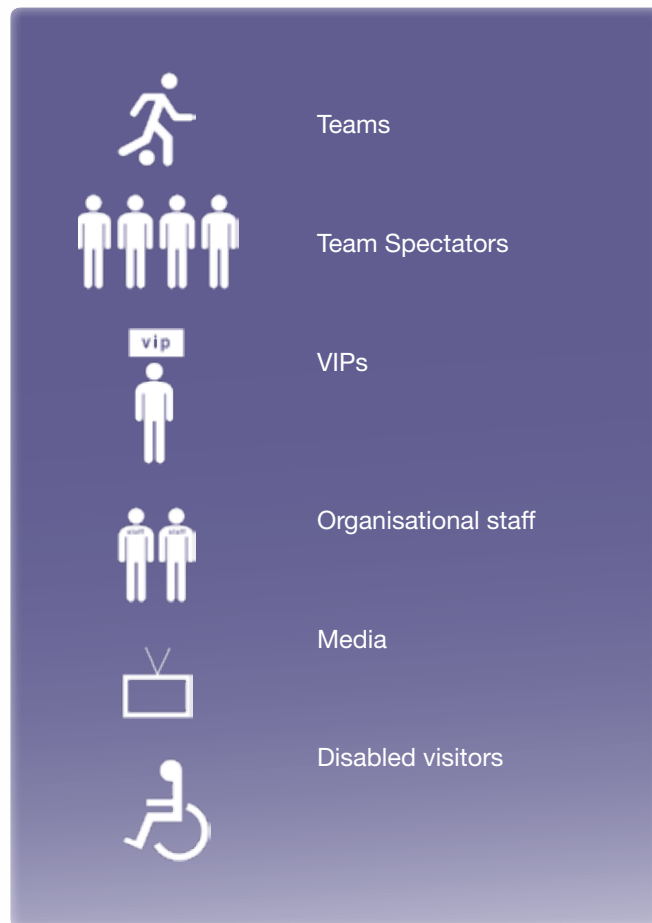 Teams
Team Spectators
vip
VIPs
Organisational staff
staff staff
Media
Disabled visitors